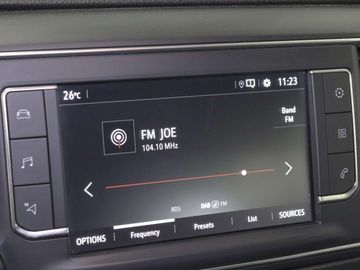 26°C 11:23
Band
FM
FM JOE
104.10 MHz
RDS DAB FM
OPTIONS Frequency Presets List SOURCES
N